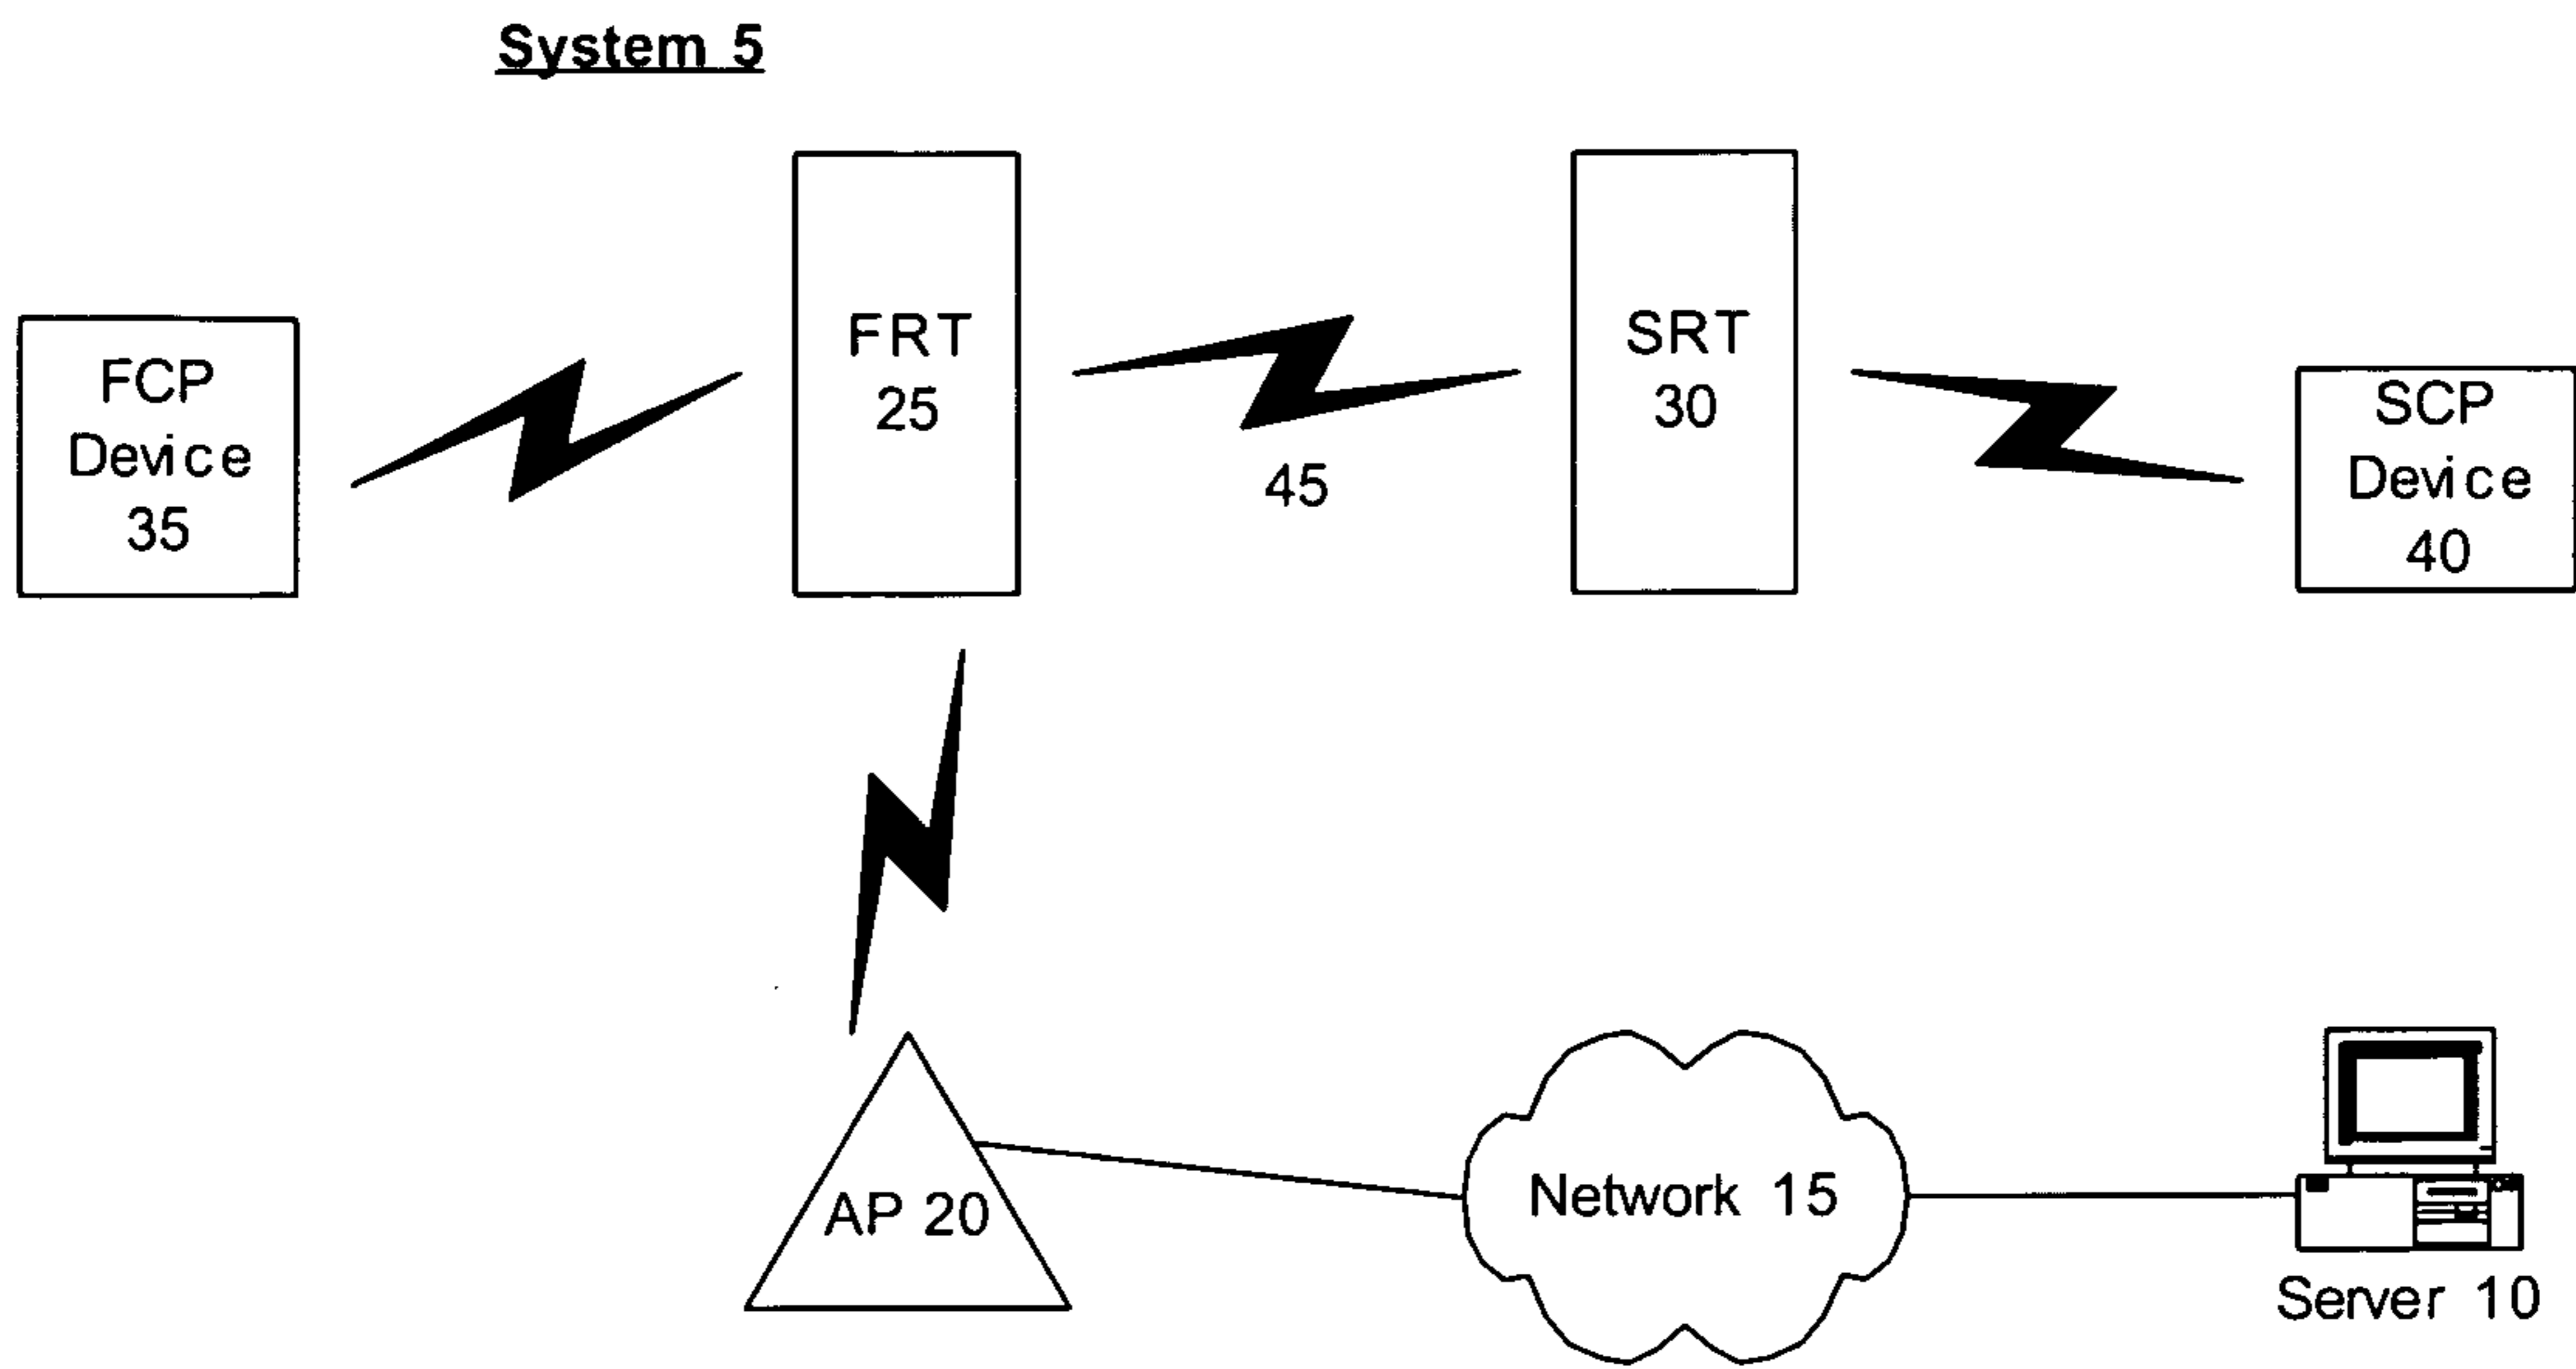 System 5
FCP
Device
35
FRT
25
45
SRT
30
SCP
Device
40
AP 20
Network 15
Server 10